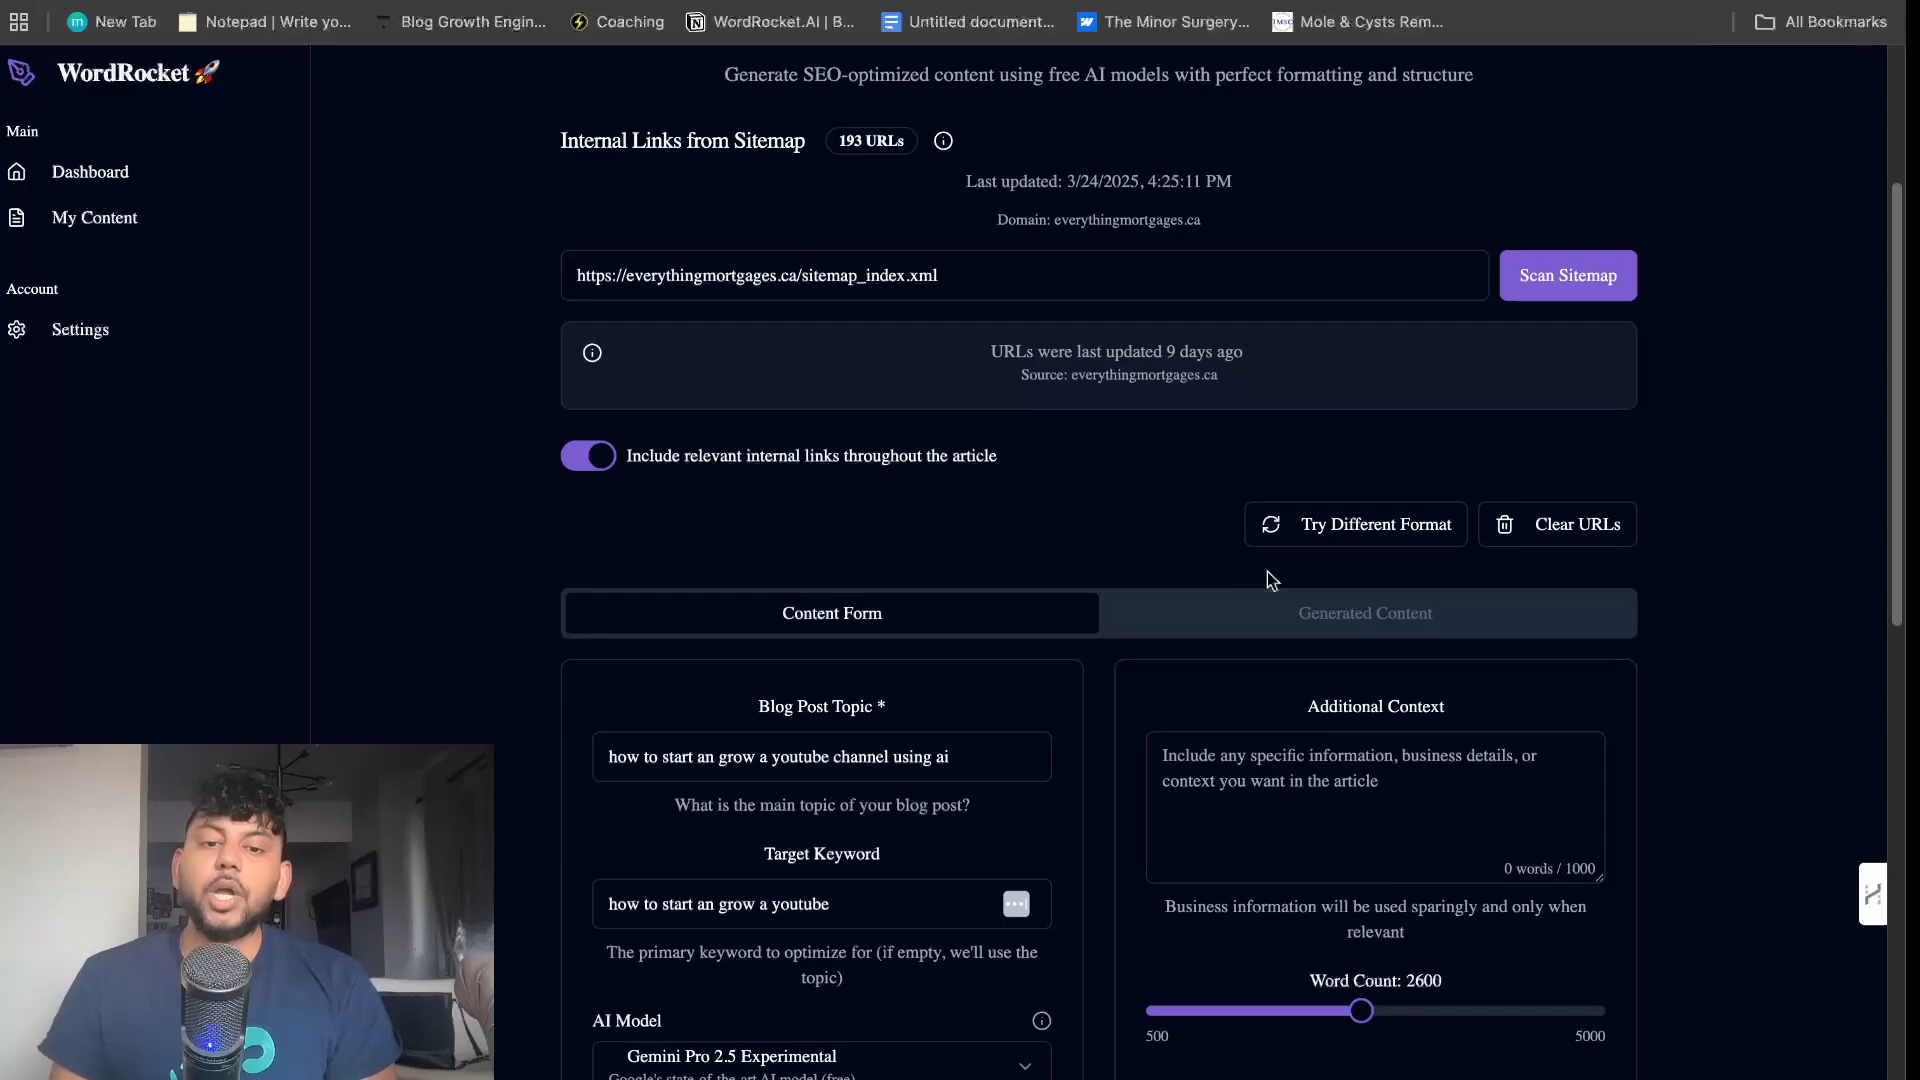 New Tab
Notepad | Write yo...
Blog Growth Engin...
Coaching
WordRocket.AI | B...
Untitled document...
The Minor Surgery...
TMSC
Mole & Cysts Rem...
All Bookmarks
WordRocket 🚀
Main
Dashboard
My Content
Account
Settings
Generate SEO-optimized content using free AI models with perfect formatting and structure
Internal Links from Sitemap
193 URLs
Last updated: 3/24/2025, 4:25:11 PM
Domain: everythingmortgages.ca
https://everythingmortgages.ca/sitemap_index.xml
Scan Sitemap
URLs were last updated 9 days ago
Source: everythingmortgages.ca
Include relevant internal links throughout the article
Try Different Format
Clear URLs
Content Form
Generated Content
Blog Post Topic *
how to start an grow a youtube channel using ai
What is the main topic of your blog post?
Target Keyword
how to start an grow a youtube
The primary keyword to optimize for (if empty, we'll use the
topic)
AI Model
Gemini Pro 2.5 Experimental
Google's state-of-the-art AI model (free)
Additional Context
Include any specific information, business details, or
context you want in the article
0 words / 1000
Business information will be used sparingly and only when
relevant
Word Count: 2600
500
5000